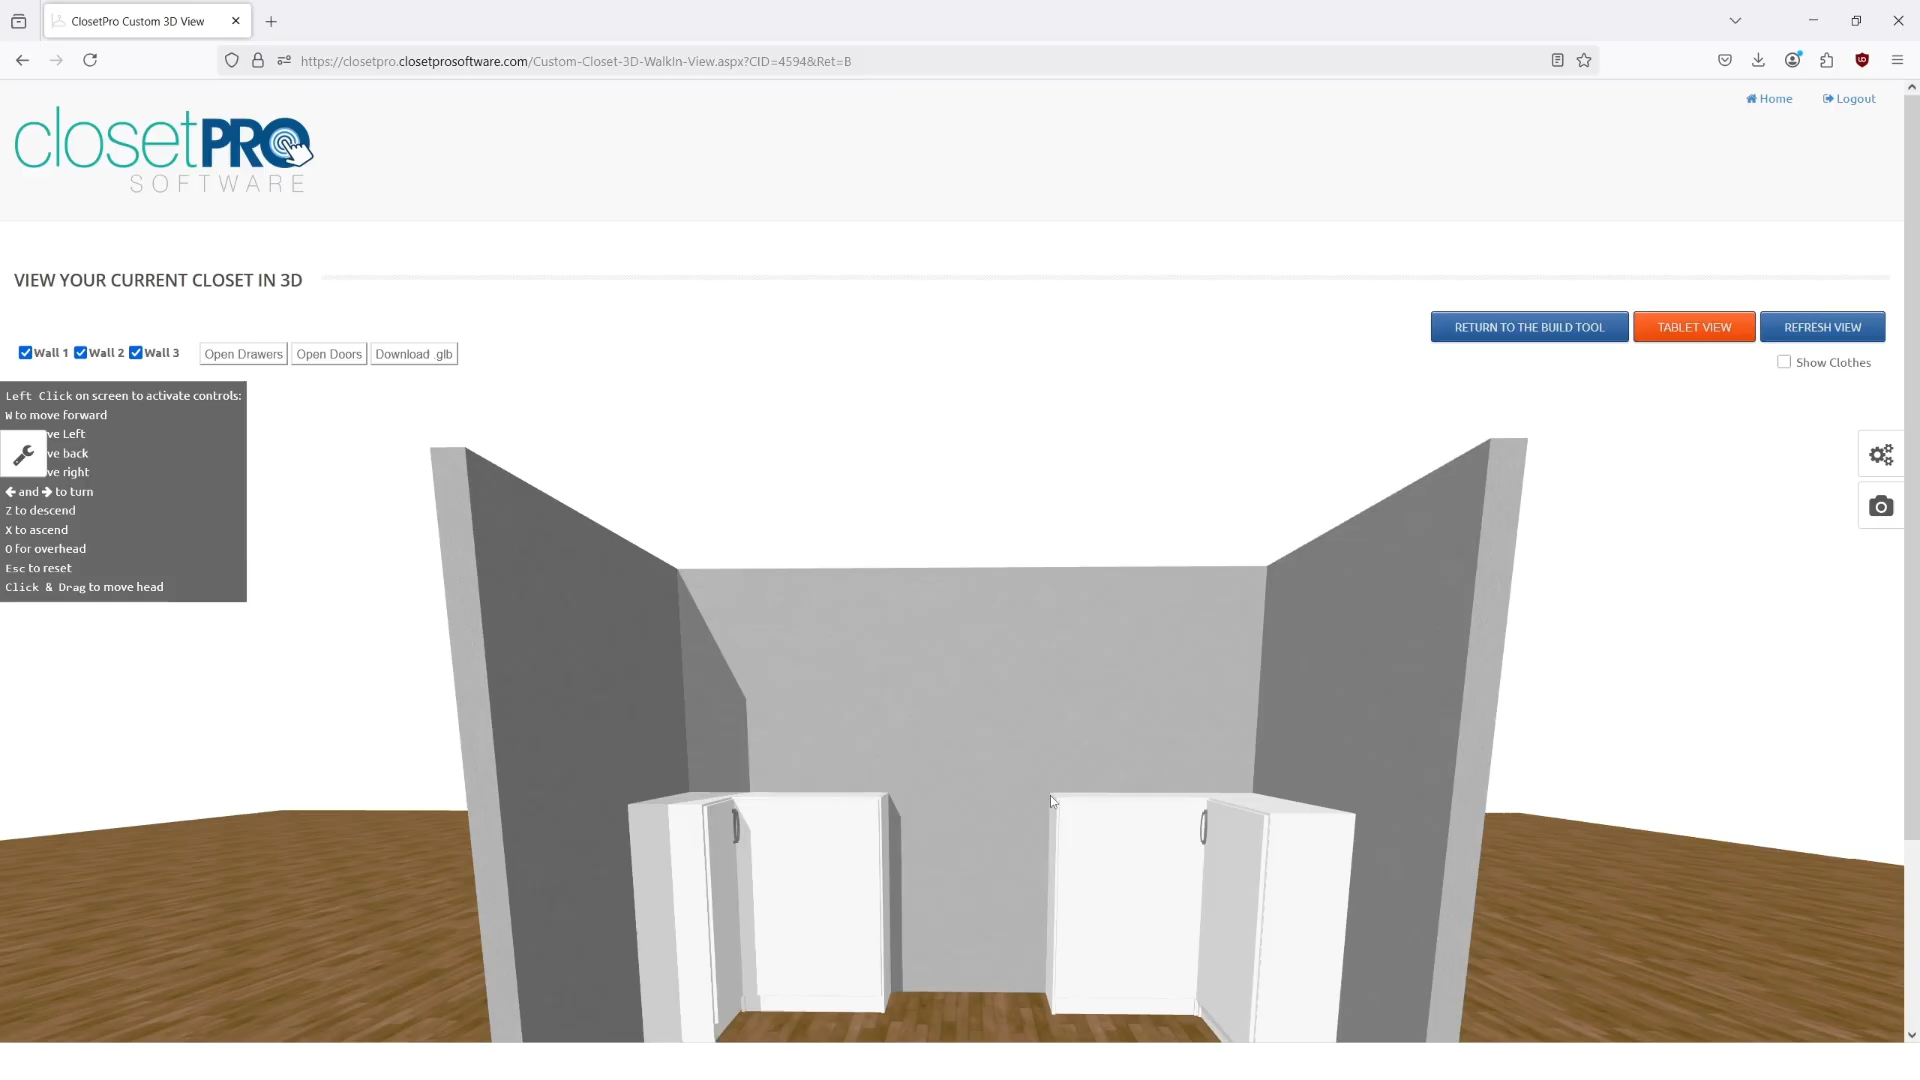 ClosetPro Custom 3D View
https://closetpro.closetprosoftware.com/Custom-Closet-3D-WalkIn-View.aspx?CID=4594&Ret=B
Home
Logout
closetPRO
SOFTWARE
VIEW YOUR CURRENT CLOSET IN 3D
RETURN TO THE BUILD TOOL
TABLET VIEW
REFRESH VIEW
Wall 1 Wall 2 Wall 3
Open Drawers
Open Doors
Download .glb
Show Clothes
Left Click on screen to activate controls:
W to move forward
ve Left
ve back
ve right
and to turn
Z to descend
X to ascend
O for overhead
Esc to reset
Click & Drag to move head